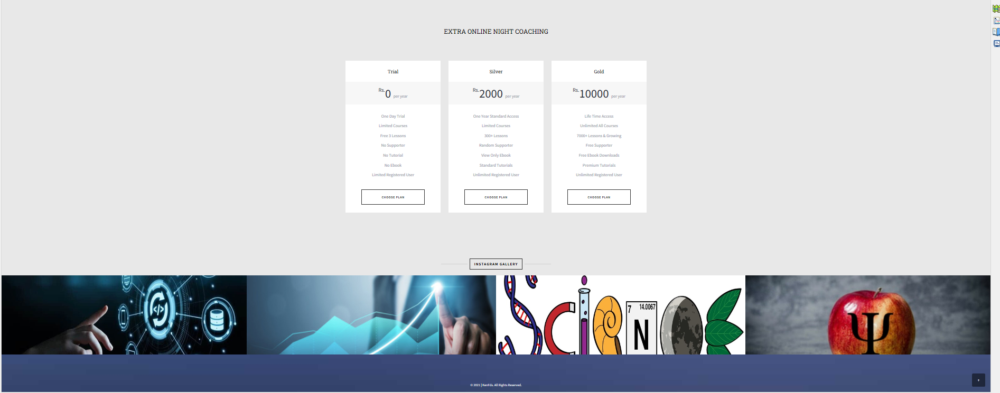 EXTRA ONLINE NIGHT COACHING
Trial
Rs.0 per year
One Day Trial
Limited Courses
Free 3 Lessons
No Supporter
No Tutorial
No Ebook
Limited Registered User
CHOOSE PLAN
Silver
Rs.2000 per year
One Year Standard Access
Limited Courses
300+ Lessons
Random Supporter
View Only Ebook
Standard Tutorials
Unlimited Registered User
CHOOSE PLAN
Gold
Rs.10000 per year
Life Time Access
Unlimited All Courses
7000+ Lessons & Growing
Free Supporter
Free Ebook Downloads
Premium Tutorials
Unlimited Registered User
CHOOSE PLAN
INSTAGRAM GALLERY
</>
SciENce
7 14.0067
Ψ
© 2021 | KenFds. All Rights Reserved.